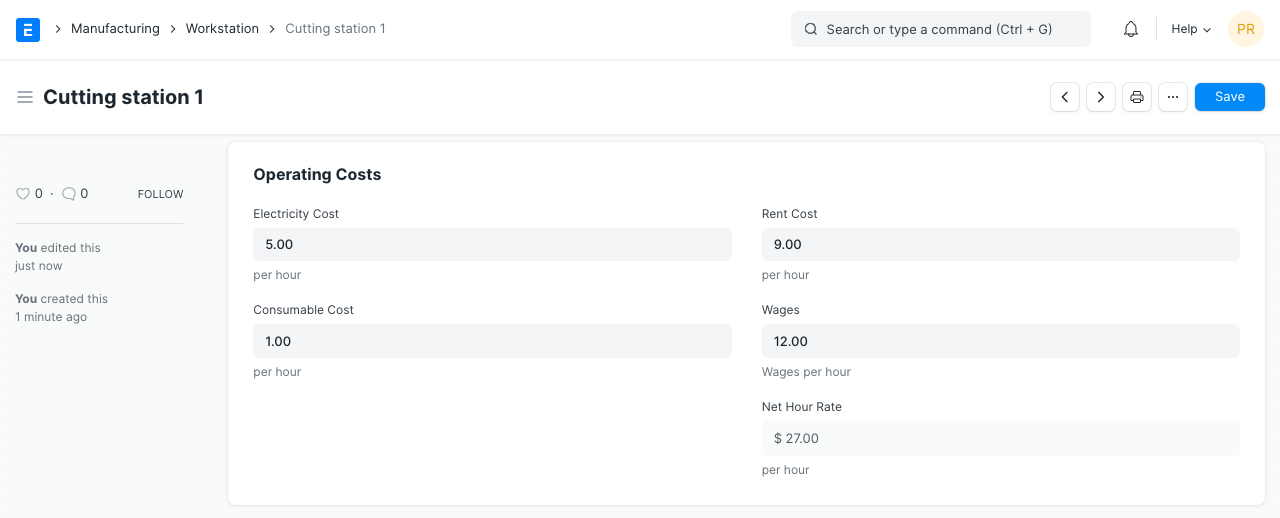 E Manufacturing Workstation Cutting station 1 Search or type a command (Ctrl + G) Help PR
Cutting station 1 ... Save
0 · 0 FOLLOW
You edited this
just now
You created this
1 minute ago
Operating Costs
Electricity Cost
5.00
per hour
Consumable Cost
1.00
per hour
Rent Cost
9.00
per hour
Wages
12.00
Wages per hour
Net Hour Rate
$ 27.00
per hour